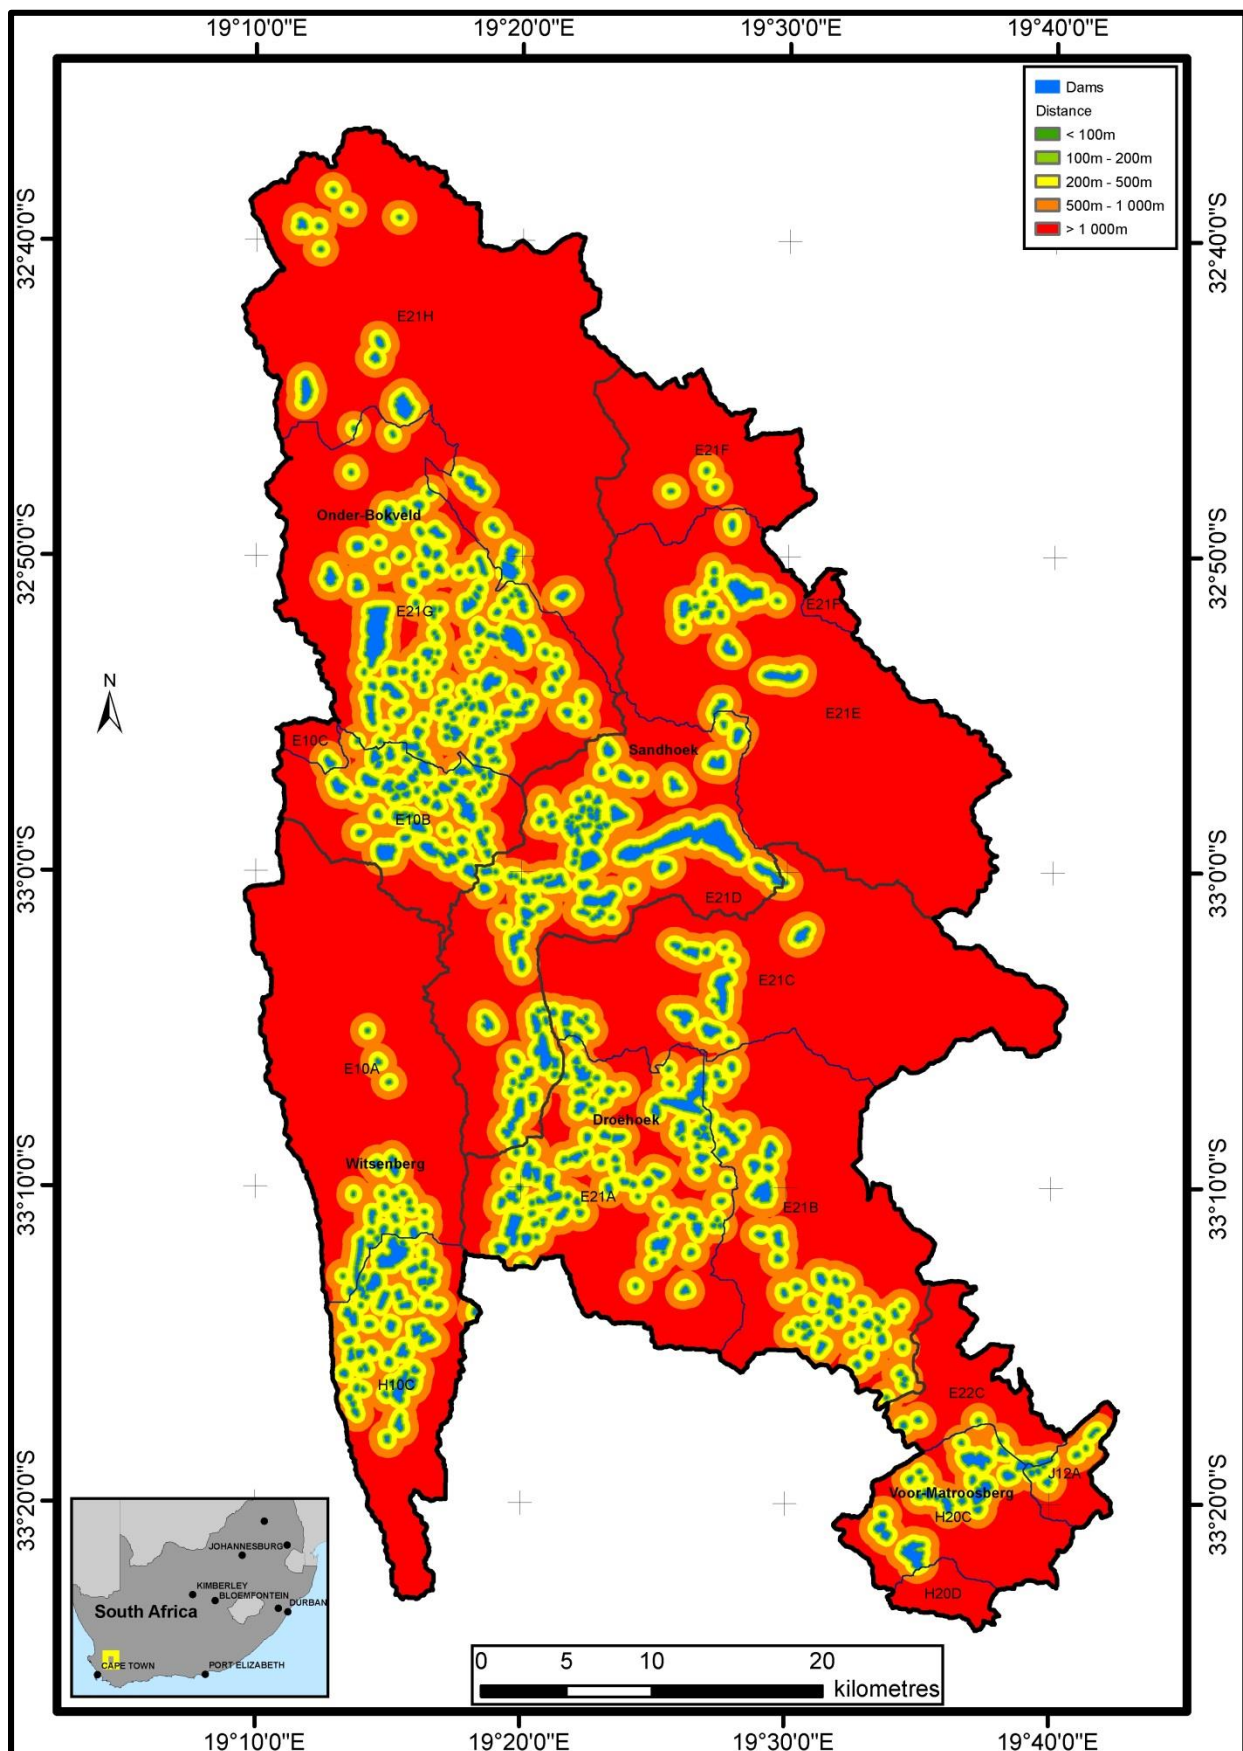 19°10'0"E
19°20'0"E
19°30'0"E
19°40'0"E
Dams
Distance
< 100m
100m - 200m
200m - 500m
500m - 1 000m
> 1 000m
32°40'0"S
32°40'0"S
E21H
E21F
Onder-Bokveld
32°50'0"S
32°50'0"S
E21G
E21F
N
E21E
E10C
Sandhoek
E10B
33°0'0"S
33°0'0"S
E21D
E21C
E10A
Droehoek
Witsenberg
33°10'0"S
33°10'0"S
E21A
E21B
H10C
E22C
J12A
Voor-Matroosberg
33°20'0"S
33°20'0"S
H20C
H20D
JOHANNESBURG
KIMBERLEY
BLOEMFONTEIN
DURBAN
South Africa
CAPE TOWN
PORT ELIZABETH
0 5 10 20
kilometres
19°10'0"E
19°20'0"E
19°30'0"E
19°40'0"E